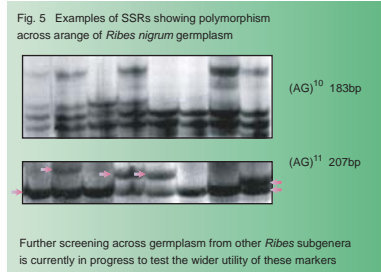 Fig. 5 Examples of SSRs showing polymorphism
across arange of Ribes nigrum germplasm
(AG)10 183bp
(AG)11 207bp
Further screening across germplasm from other Ribes subgenera
is currently in progress to test the wider utility of these markers